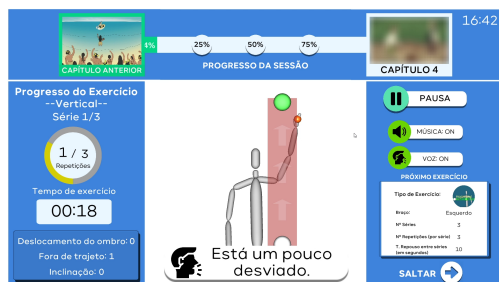 16:42
CAPÍTULO ANTERIOR
4%
25%
50%
75%
PROGRESSO DA SESSÃO
CAPÍTULO 4
Progresso do Exercício
--Vertical--
Série 1/3
1 / 3
Repetições
Tempo de exercício
00:18
Deslocamento do ombro: 0
Fora de trajeto: 1
Inclinação: 0
Está um pouco
desviado.
PAUSA
MÚSICA: ON
VOZ: ON
PRÓXIMO EXERCÍCIO
Tipo de Exercício:
Braço: Esquerdo
Nº Séries 3
Nº Repetições (por série) 3
T. Repouso entre séries
(em segundos) 10
SALTAR